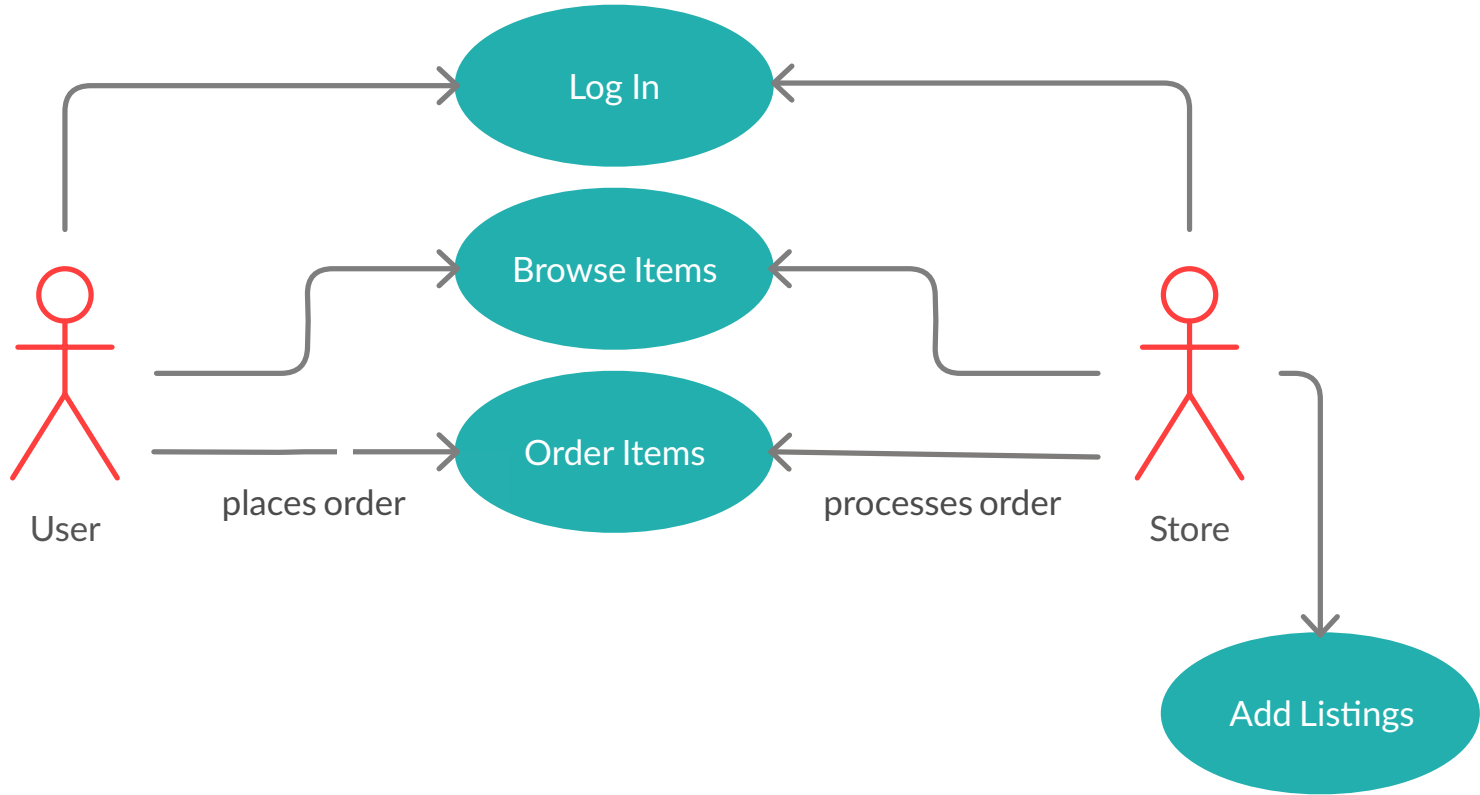 Log In
Browse Items
Order Items
places order
processes order
User
Store
Add Listings